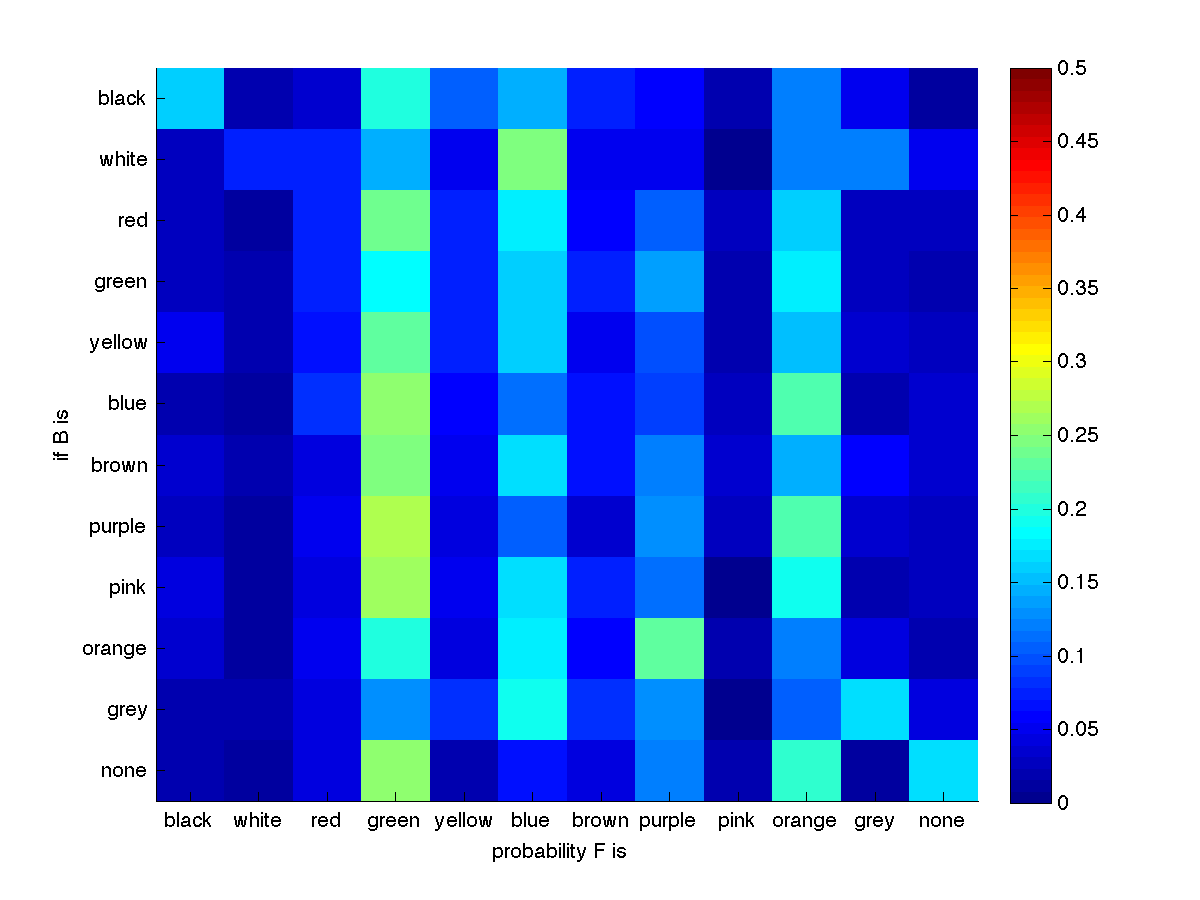 black
white
red
green
yellow
blue
brown
purple
pink
orange
grey
none
if B is
black white red green yellow blue brown purple pink orange grey none
probability F is
0.5
0.45
0.4
0.35
0.3
0.25
0.2
0.15
0.1
0.05
0